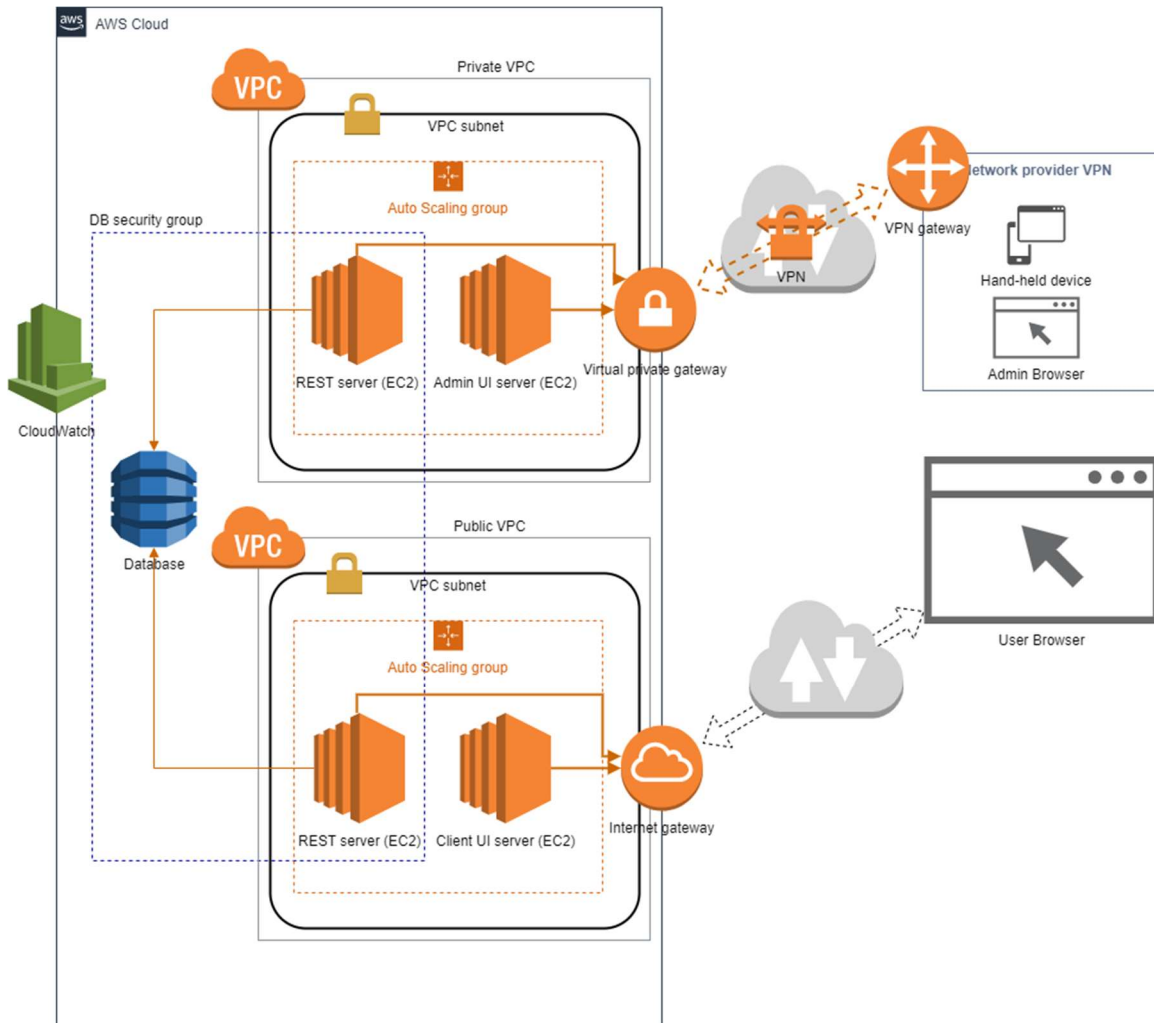 aws
AWS Cloud
Private VPC
VPC
VPC subnet
Auto Scaling group
DB security group
REST server (EC2)
Admin UI server (EC2)
Virtual private gateway
VPN
VPN gateway
Network provider VPN
Hand-held device
Admin Browser
CloudWatch
Database
Public VPC
VPC
VPC subnet
Auto Scaling group
REST server (EC2)
Client UI server (EC2)
Internet gateway
User Browser